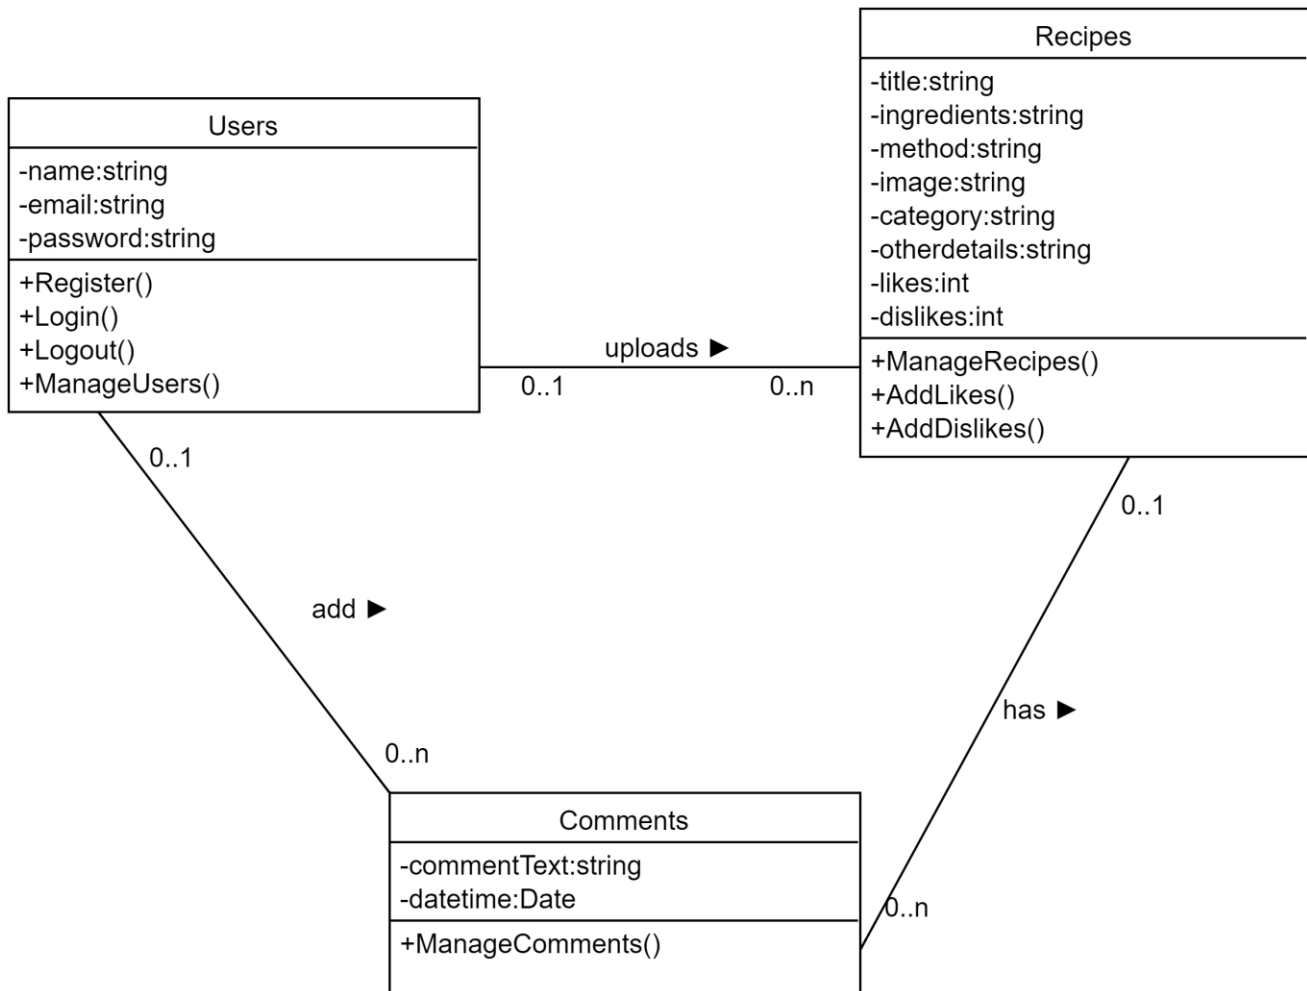 Users
-name:string
-email:string
-password:string
+Register()
+Login()
+Logout()
+ManageUsers()
Recipes
-title:string
-ingredients:string
-method:string
-image:string
-category:string
-otherdetails:string
-likes:int
-dislikes:int
+ManageRecipes()
+AddLikes()
+AddDislikes()
uploads ►
0..1
0..n
0..1
add ►
0..n
0..1
has ►
0..n
Comments
-commentText:string
-datetime:Date
+ManageComments()